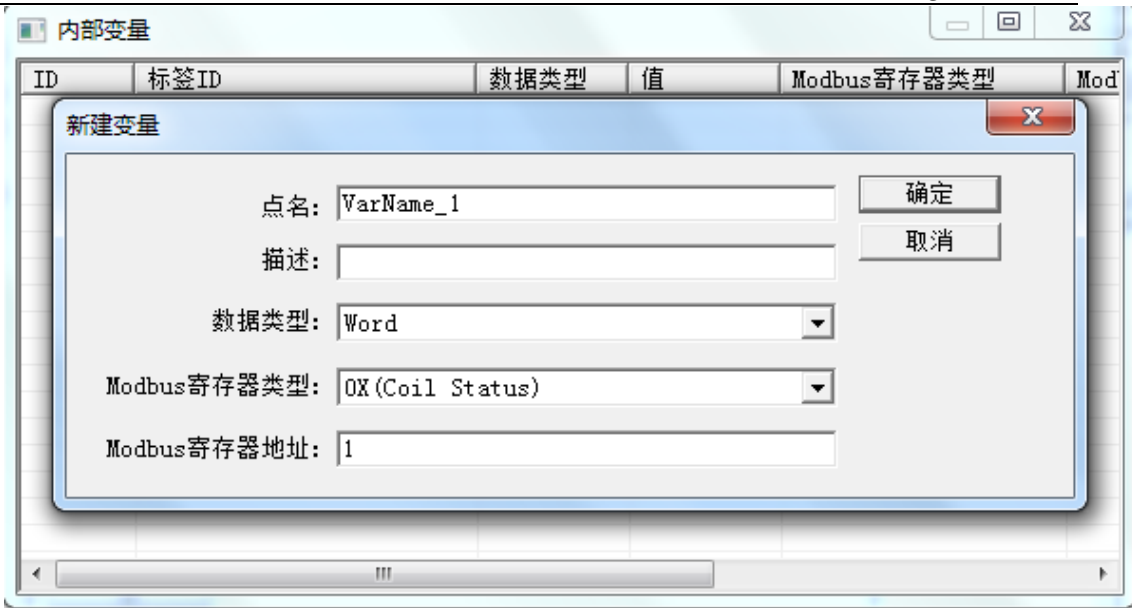 内部变量
ID 标签ID 数据类型 值 Modbus寄存器类型 Mod
新建变量
点名: VarName_1 确定
描述: 取消
数据类型: Word
Modbus寄存器类型: 0X(Coil Status)
Modbus寄存器地址: 1